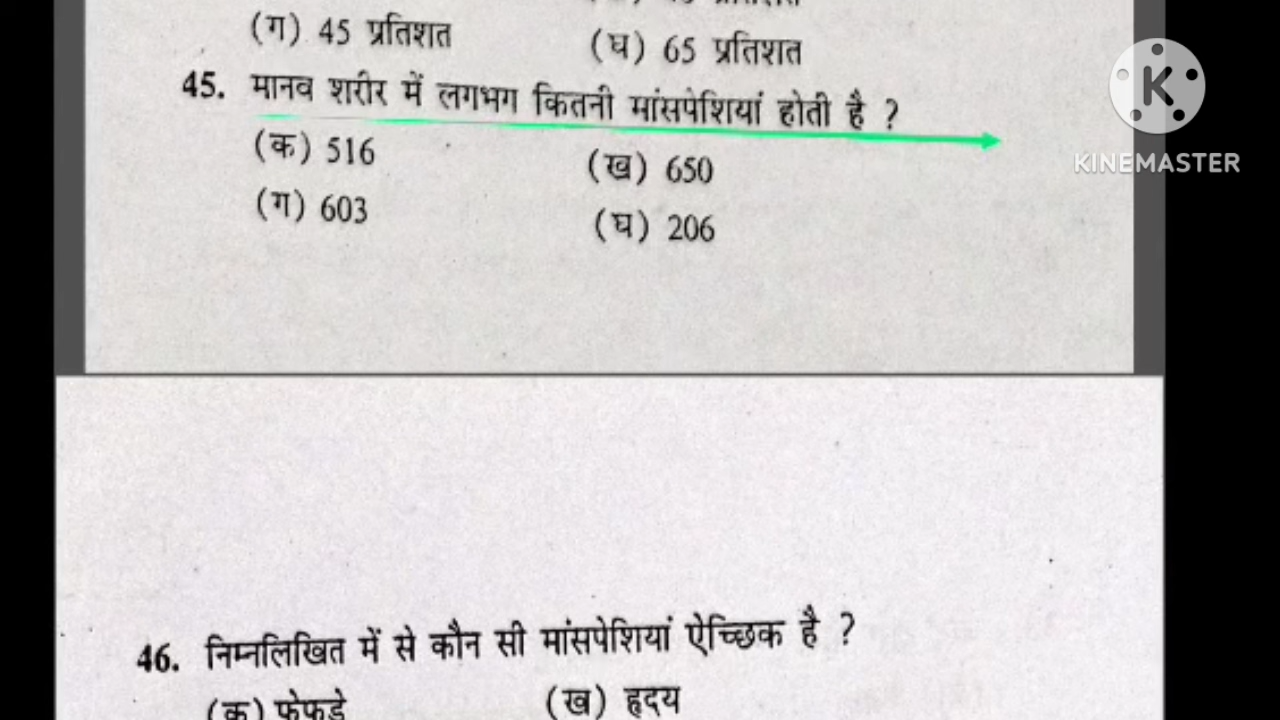 (ग) 45 प्रतिशत (घ) 65 प्रतिशत
45. मानव शरीर में लगभग कितनी मांसपेशियां होती है ?
(क) 516 (ख) 650
(ग) 603 (घ) 206
K
KINEMASTER
46. निम्नलिखित में से कौन सी मांसपेशियां ऐच्छिक है ?
(क) फेफड़े (ख) हृदय